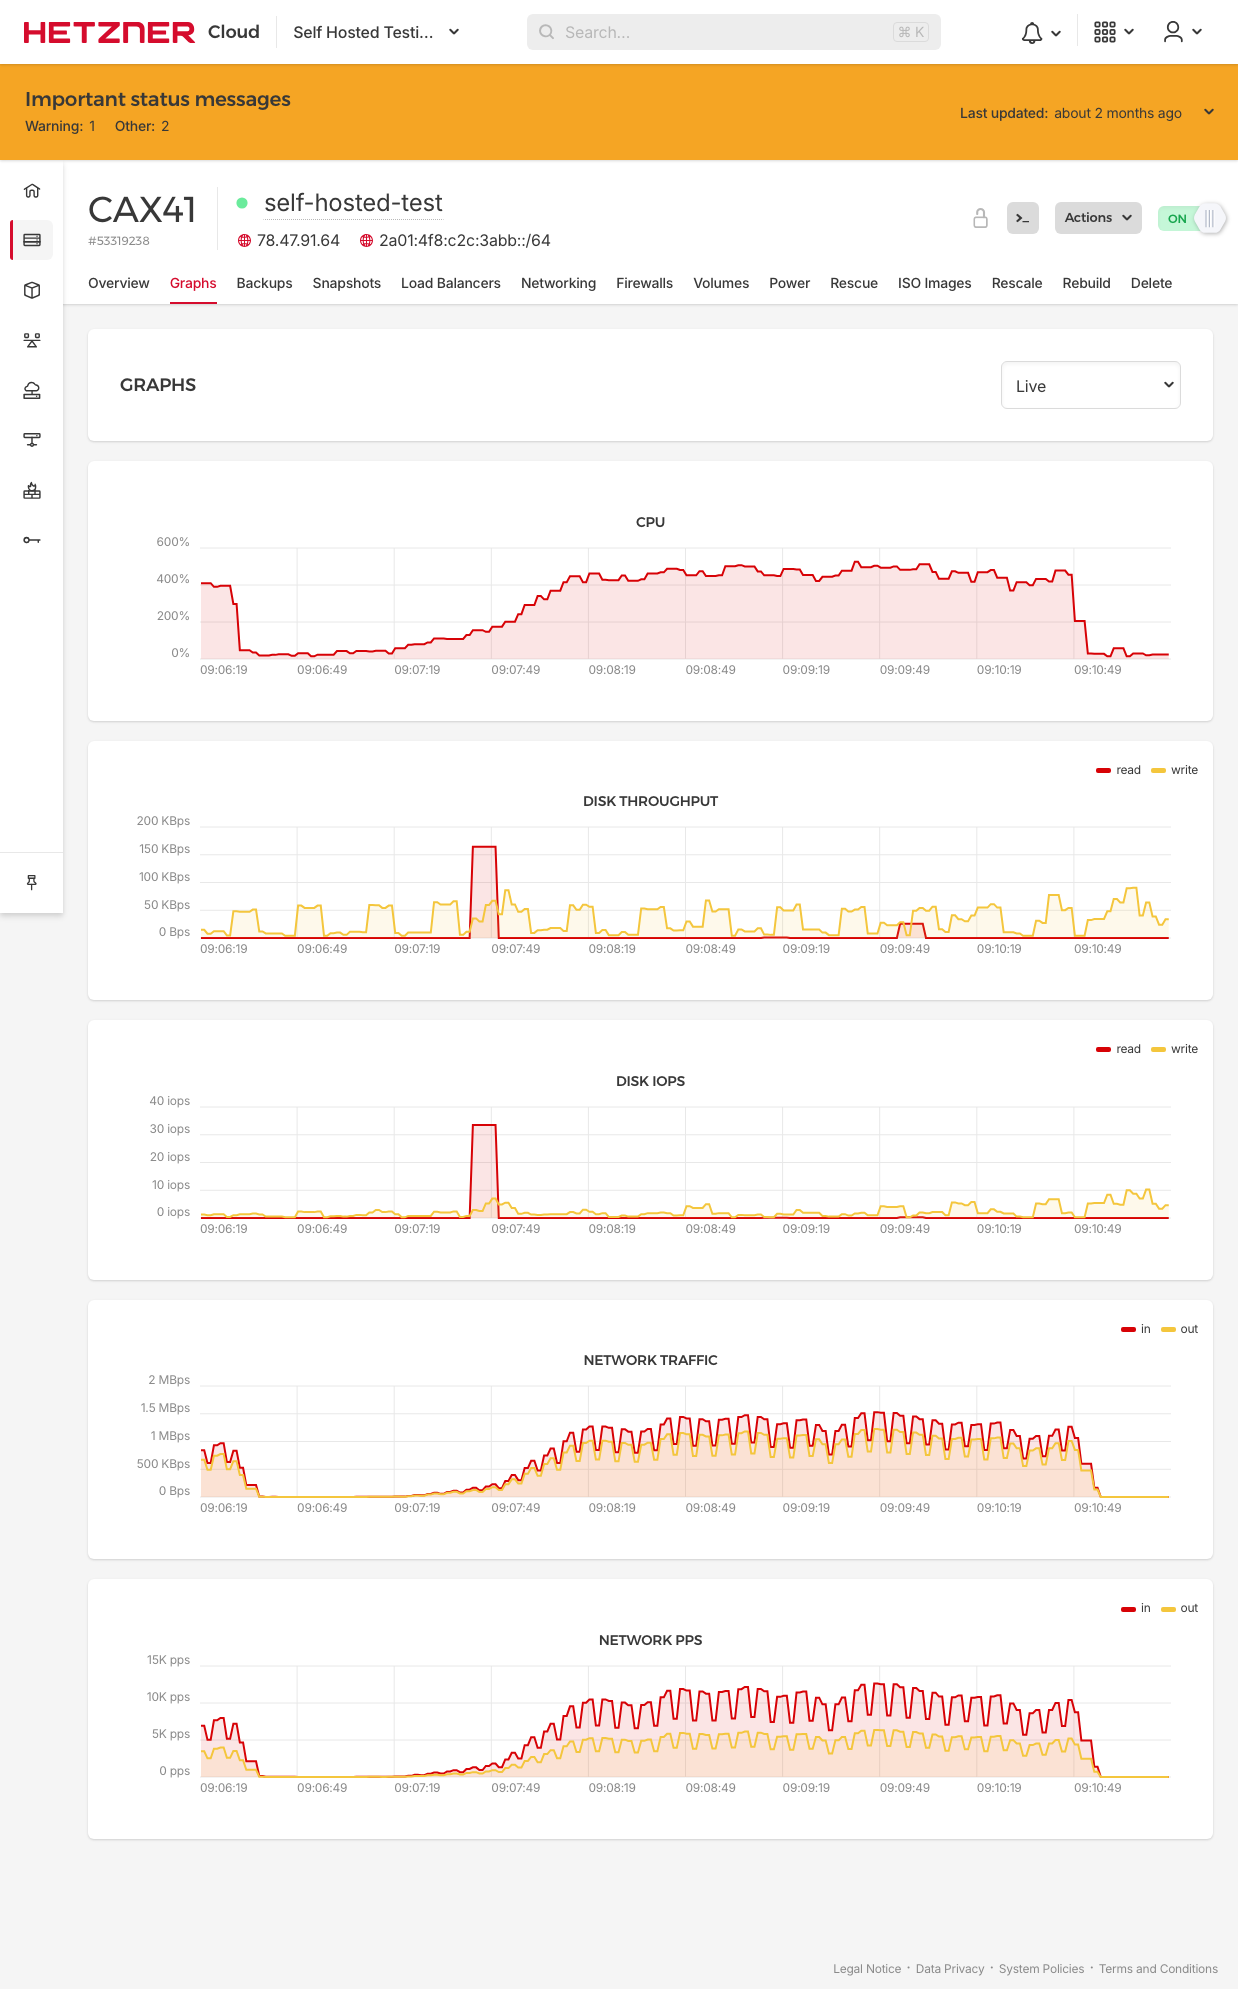 HETZNER Cloud Self Hosted Testi... Search... ⌘ K
Important status messages
Warning: 1 Other: 2
Last updated: about 2 months ago
CAX41
#53319238
self-hosted-test
78.47.91.64 2a01:4f8:c2c:3abb::/64
>_ Actions ON
Overview Graphs Backups Snapshots Load Balancers Networking Firewalls Volumes Power Rescue ISO Images Rescale Rebuild Delete
GRAPHS
Live
CPU
600%
400%
200%
0%
09:06:19 09:06:49 09:07:19 09:07:49 09:08:19 09:08:49 09:09:19 09:09:49 09:10:19 09:10:49
read write
DISK THROUGHPUT
200 KBps
150 KBps
100 KBps
50 KBps
0 Bps
09:06:19 09:06:49 09:07:19 09:07:49 09:08:19 09:08:49 09:09:19 09:09:49 09:10:19 09:10:49
read write
DISK IOPS
40 iops
30 iops
20 iops
10 iops
0 iops
09:06:19 09:06:49 09:07:19 09:07:49 09:08:19 09:08:49 09:09:19 09:09:49 09:10:19 09:10:49
in out
NETWORK TRAFFIC
2 MBps
1.5 MBps
1 MBps
500 KBps
0 Bps
09:06:19 09:06:49 09:07:19 09:07:49 09:08:19 09:08:49 09:09:19 09:09:49 09:10:19 09:10:49
in out
NETWORK PPS
15K pps
10K pps
5K pps
0 pps
09:06:19 09:06:49 09:07:19 09:07:49 09:08:19 09:08:49 09:09:19 09:09:49 09:10:19 09:10:49
Legal Notice · Data Privacy · System Policies · Terms and Conditions